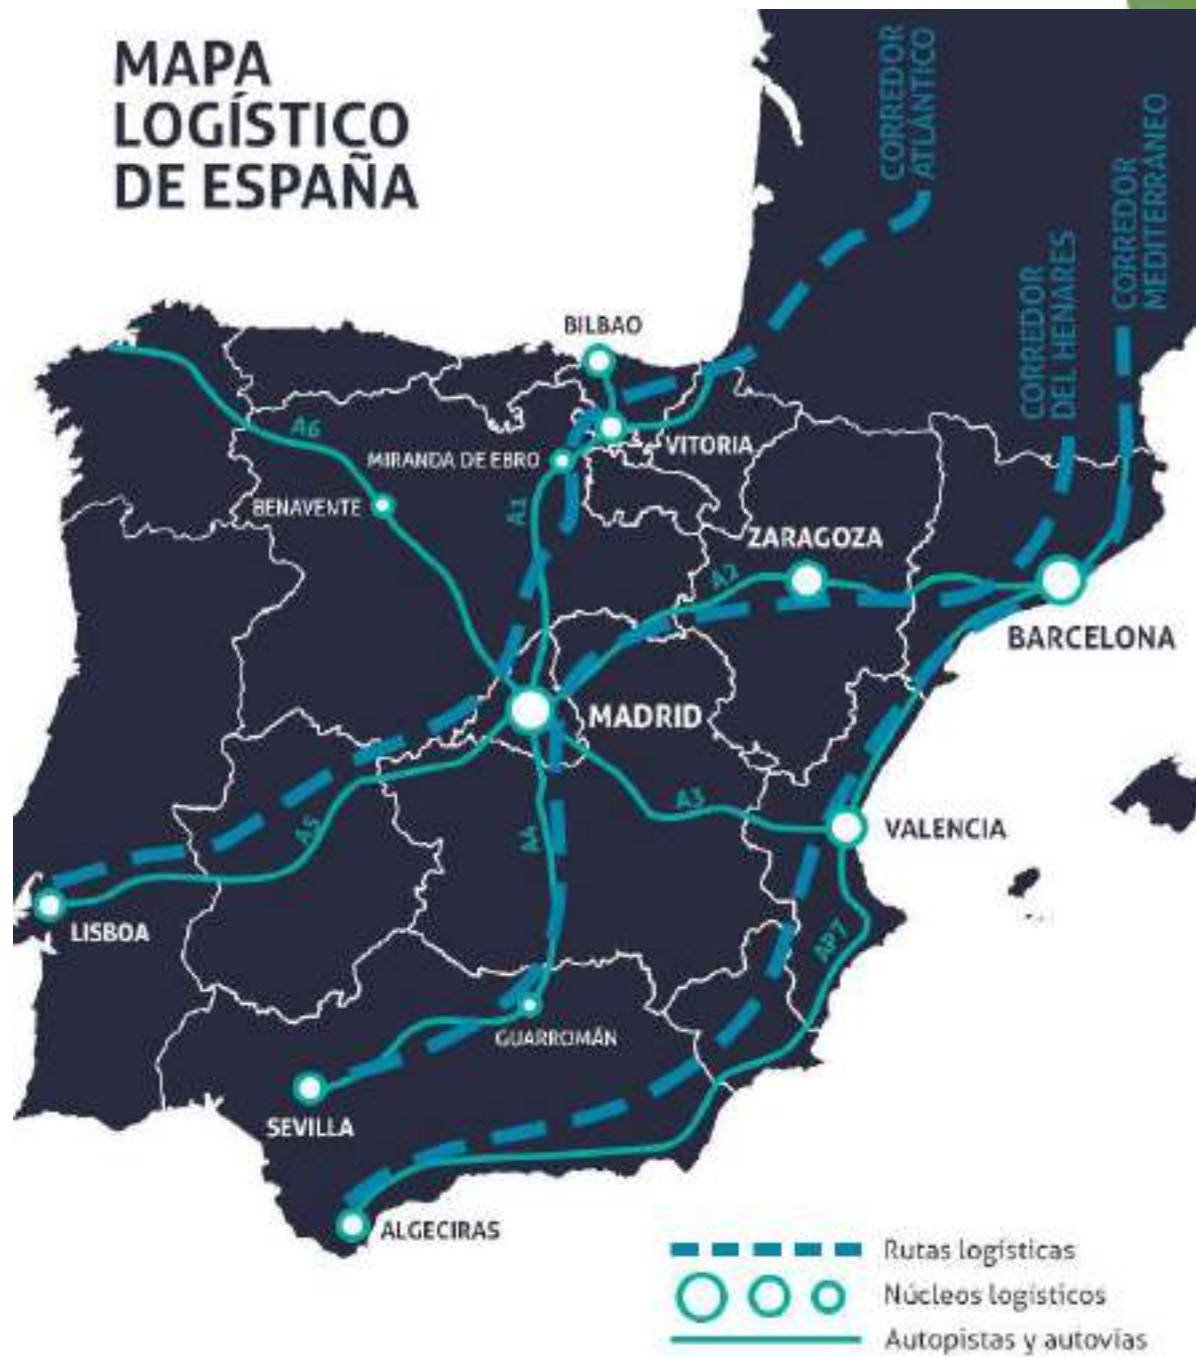 MAPA
LOGÍSTICO
DE ESPAÑA
CORREDOR
ATLÁNTICO
CORREDOR
MEDITERRÁNEO
CORREDOR
DEL HENARES
BILBAO
A6
VITORIA
MIRANDA DE EBRO
BENAVENTE
A1
ZARAGOZA
A2
BARCELONA
MADRID
A3
A5
A4
VALENCIA
LISBOA
AP7
GUARROMÁN
SEVILLA
ALGECIRAS
Rutas logísticas
Núcleos logísticos
Autopistas y autovías